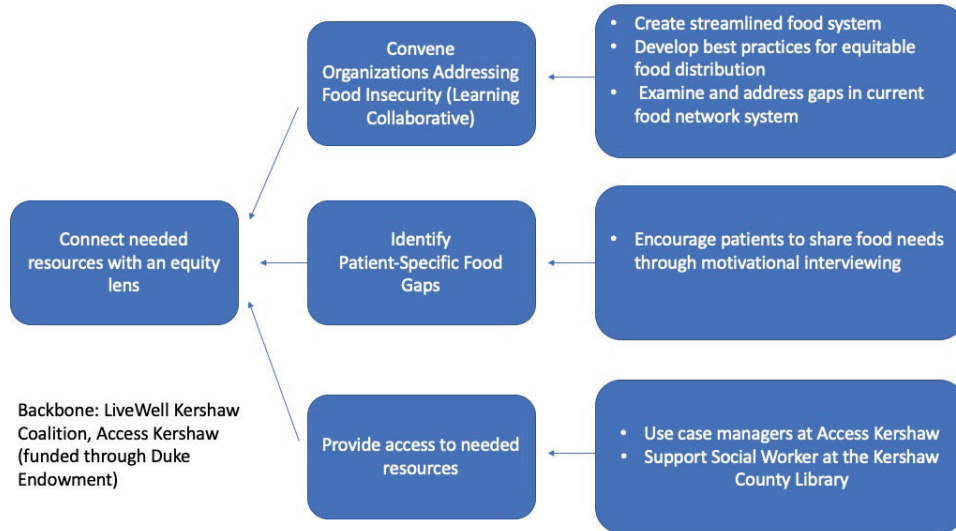 Convene
Organizations Addressing
Food Insecurity (Learning
Collaborative)
• Create streamlined food system
• Develop best practices for equitable
food distribution
• Examine and address gaps in current
food network system
Connect needed
resources with an equity
lens
Identify
Patient-Specific Food
Gaps
• Encourage patients to share food needs
through motivational interviewing
Backbone: LiveWell Kershaw
Coalition, Access Kershaw
(funded through Duke
Endowment)
Provide access to needed
resources
• Use case managers at Access Kershaw
• Support Social Worker at the Kershaw
County Library